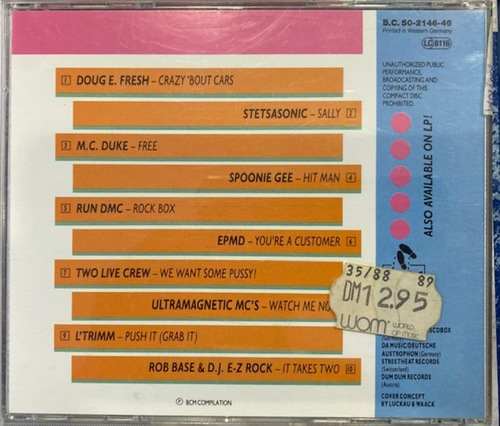 B.C. 50-2146-46
Printed in Western Germany
LC 8116
UNAUTHORIZED PUBLIC
PERFORMANCE,
BROADCASTING AND
COPYING OF THIS
COMPACT DISC
PROHIBITED.
1 DOUG E. FRESH – CRAZY 'BOUT CARS
STETSASONIC – SALLY 2
3 M.C. DUKE – FREE
SPOONIE GEE – HIT MAN 4
5 RUN DMC – ROCK BOX
EPMD – YOU'RE A CUSTOMER 6
7 TWO LIVE CREW – WE WANT SOME PUSSY!
ULTRAMAGNETIC MC'S – WATCH ME
9 L'TRIMM – PUSH IT (GRAB IT)
ROB BASE & D.J. E-Z ROCK – IT TAKES TWO 10
Ⓟ BCM COMPILATION
ALSO AVAILABLE ON LP!
35/88 89
DM12.95
WOM WORLD
OF MUSIC
DA MUSIC/DEUTSCHE
AUSTROPHON (Germany)
STREETHEAT RECORDS
(Switzerland)
DUM DUM RECORDS
(Austria)
COVER CONCEPT
BY LUCKAU & WAACK